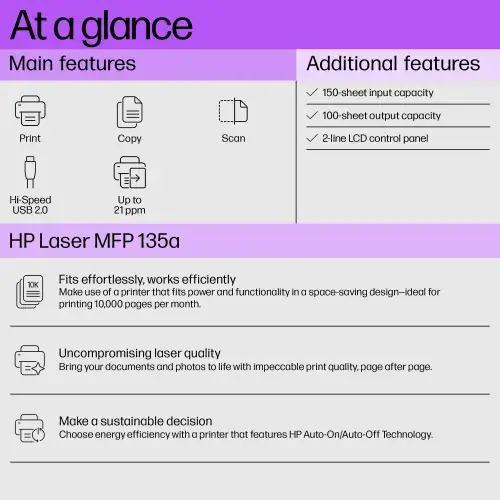 At a glance
Main features
Additional features
Print
Copy
Scan
Hi-Speed
USB 2.0
Up to
21 ppm
150-sheet input capacity
100-sheet output capacity
2-line LCD control panel
HP Laser MFP 135a
10K
Fits effortlessly, works efficiently
Make use of a printer that fits power and functionality in a space-saving design—ideal for
printing 10,000 pages per month.
Uncompromising laser quality
Bring your documents and photos to life with impeccable print quality, page after page.
Make a sustainable decision
Choose energy efficiency with a printer that features HP Auto-On/Auto-Off Technology.